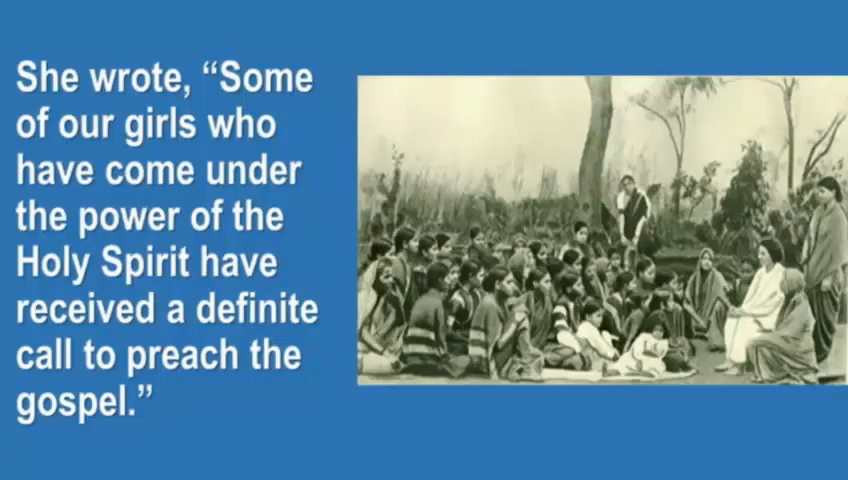 She wrote, “Some
of our girls who
have come under
the power of the
Holy Spirit have
received a definite
call to preach the
gospel.”